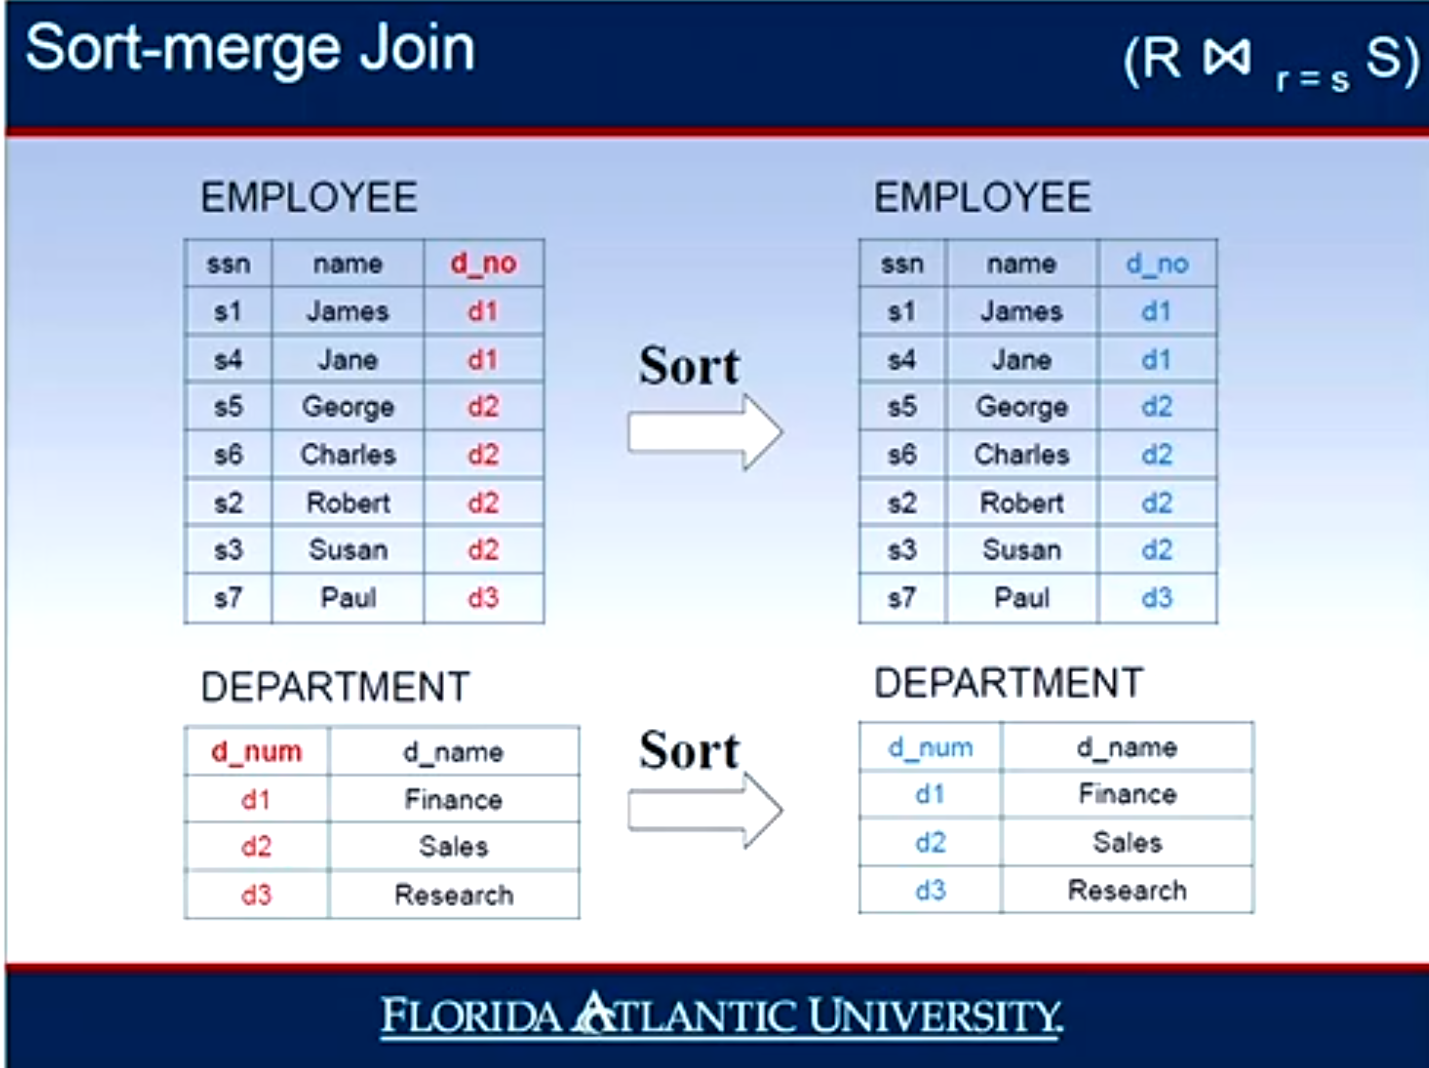 Sort-merge Join
(R ⋈ r = s S)
EMPLOYEE
ssn name d_no
s1 James d1
s4 Jane d1
s5 George d2
s6 Charles d2
s2 Robert d2
s3 Susan d2
s7 Paul d3
Sort
EMPLOYEE
ssn name d_no
s1 James d1
s4 Jane d1
s5 George d2
s6 Charles d2
s2 Robert d2
s3 Susan d2
s7 Paul d3
DEPARTMENT
d_num d_name
d1 Finance
d2 Sales
d3 Research
Sort
DEPARTMENT
d_num d_name
d1 Finance
d2 Sales
d3 Research
FLORIDA ATLANTIC UNIVERSITY.